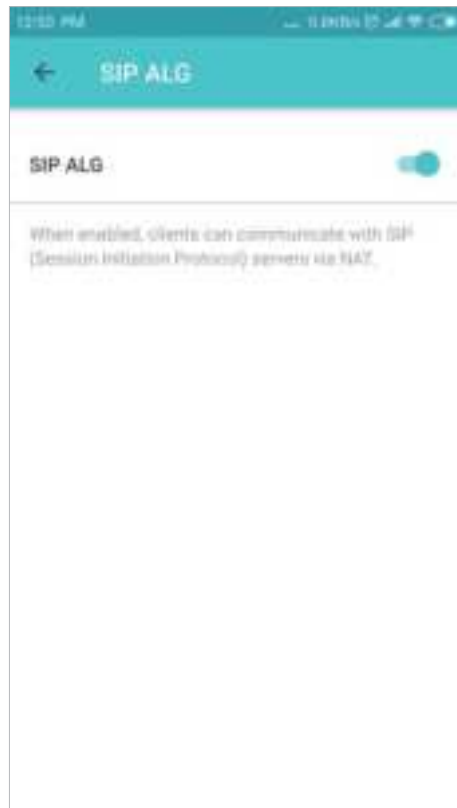 12:50 PM
SIP ALG
SIP ALG
When enabled, clients can communicate with SIP
(Session Initiation Protocol) servers via NAT.